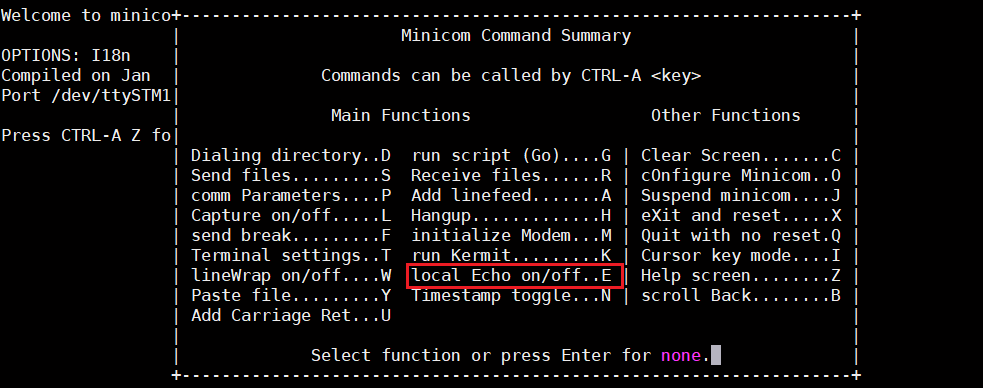 Welcome to minico
Minicom Command Summary
OPTIONS: I18n
Compiled on Jan
Commands can be called by CTRL-A <key>
Port /dev/ttySTM1
Main Functions Other Functions
Press CTRL-A Z fo
Dialing directory..D run script (Go)....G | Clear Screen.......C
Send files.........S Receive files......R | cOnfigure Minicom..O
comm Parameters....P Add linefeed.......A | Suspend minicom....J
Capture on/off.....L Hangup.............H | eXit and reset.....X
send break.........F initialize Modem...M | Quit with no reset.Q
Terminal settings..T run Kermit.........K | Cursor key mode....I
lineWrap on/off....W local Echo on/off..E | Help screen........Z
Paste file.........Y Timestamp toggle...N | scroll Back........B
Add Carriage Ret...U
Select function or press Enter for none.